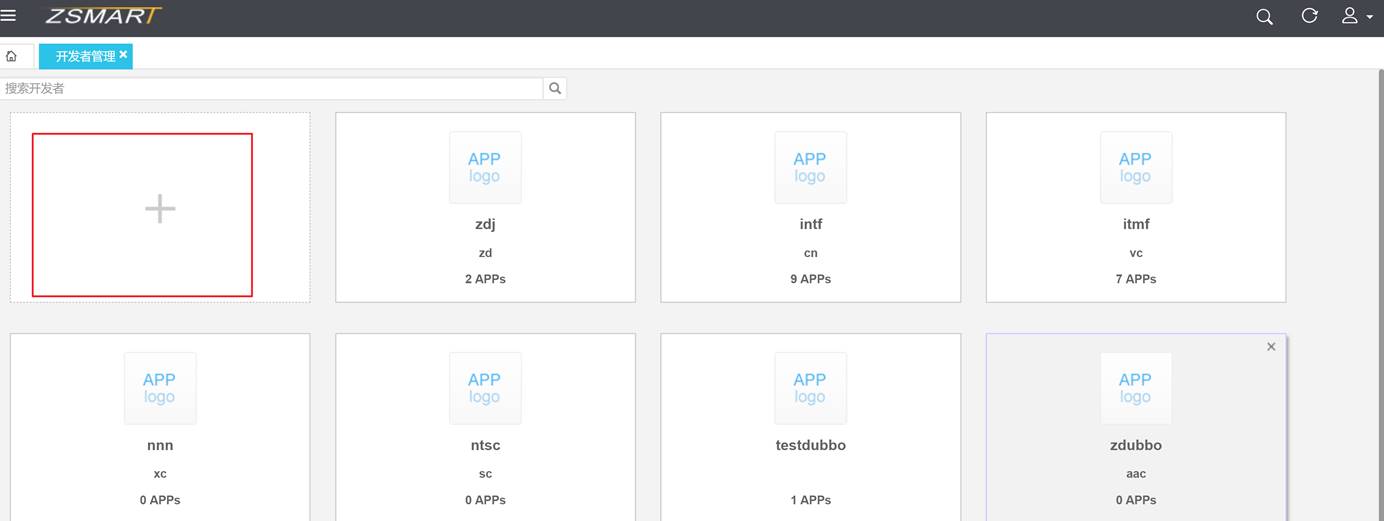 ZSMART
开发者管理
搜索开发者
APP
logo
zdj
zd
2 APPs
APP
logo
intf
cn
9 APPs
APP
logo
itmf
vc
7 APPs
APP
logo
nnn
xc
0 APPs
APP
logo
ntsc
sc
0 APPs
APP
logo
testdubbo
1 APPs
APP
logo
zdubbo
aac
0 APPs